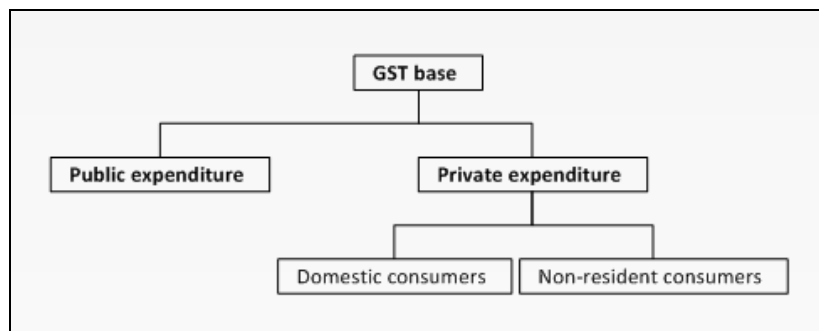 GST base
Public expenditure
Private expenditure
Domestic consumers
Non-resident consumers